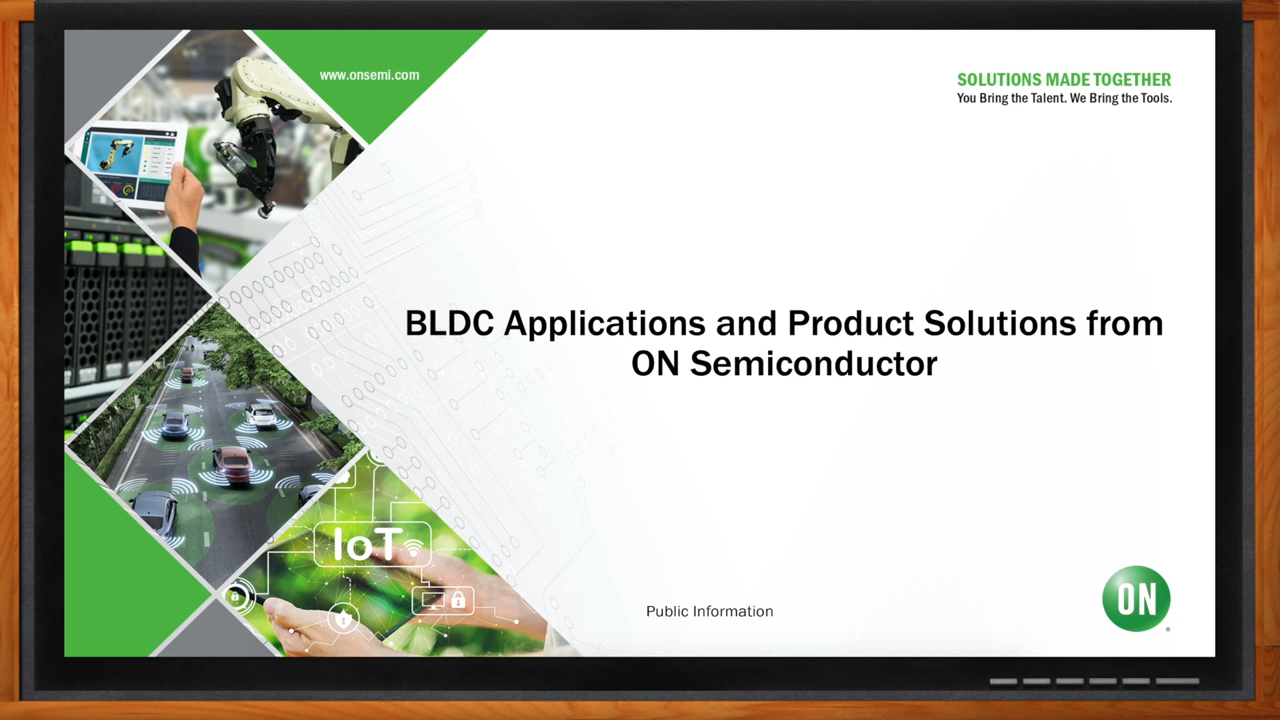 www.onsemi.com
SOLUTIONS MADE TOGETHER
You Bring the Talent. We Bring the Tools.
BLDC Applications and Product Solutions from
ON Semiconductor
IoT
Public Information
ON